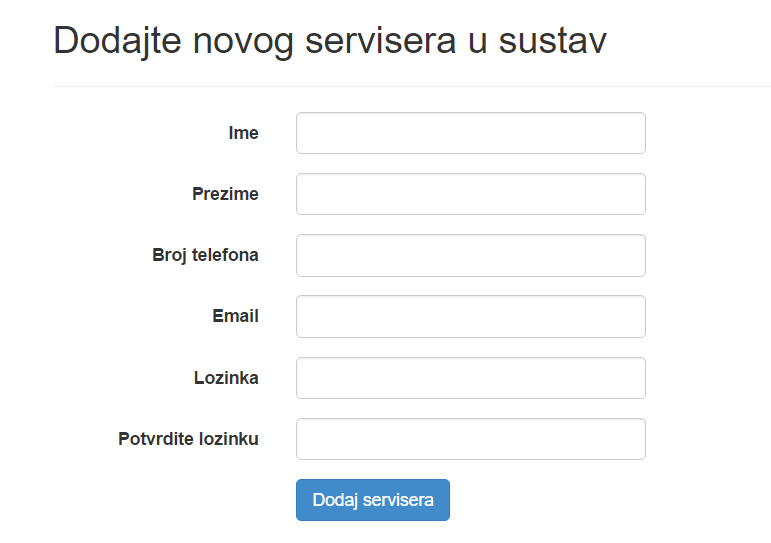 Dodajte novog servisera u sustav
Ime
Prezime
Broj telefona
Email
Lozinka
Potvrdite lozinku
Dodaj servisera